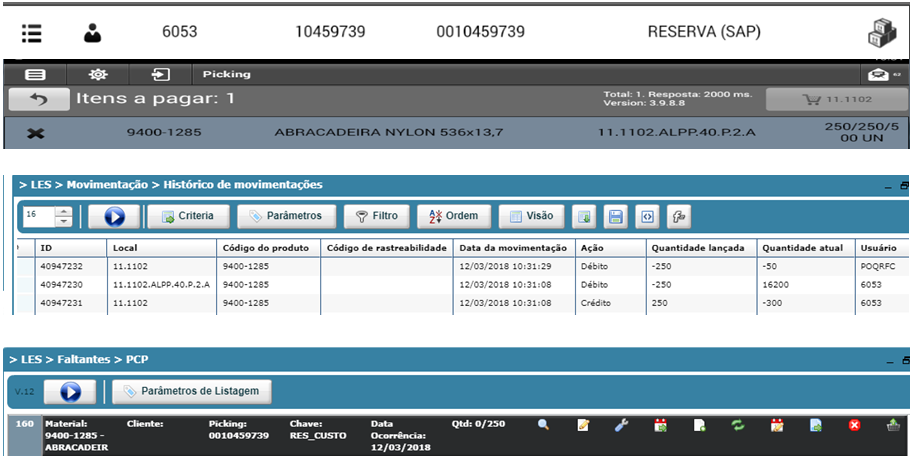 6053 10459739 0010459739 RESERVA (SAP)
Picking 62
Itens a pagar: 1 Total: 1. Resposta: 2000 ms. 11.1102
Version: 3.9.8.8
9400-1285 ABRACADEIRA NYLON 536x13,7 11.1102.ALPP.40.P.2.A 250/250/5
00 UN
> LES > Movimentação > Histórico de movimentações
16 Criteria Parâmetros Filtro Ordem Visão
ID Local Código do produto Código de rastreabilidade Data da movimentação Ação Quantidade lançada Quantidade atual Usuário
40947232 11.1102 9400-1285 12/03/2018 10:31:29 Débito -250 -50 POQRFC
40947230 11.1102.ALPP.40.P.2.A 9400-1285 12/03/2018 10:31:08 Débito -250 16200 6053
40947231 11.1102 9400-1285 12/03/2018 10:31:08 Crédito 250 -300 6053
> LES > Faltantes > PCP
V.12 Parâmetros de Listagem
160 Material: Cliente: Picking: Chave: Data Qtd: 0/250
9400-1285 - 0010459739 RES_CUSTO Ocorrência:
ABRACADEIR 12/03/2018